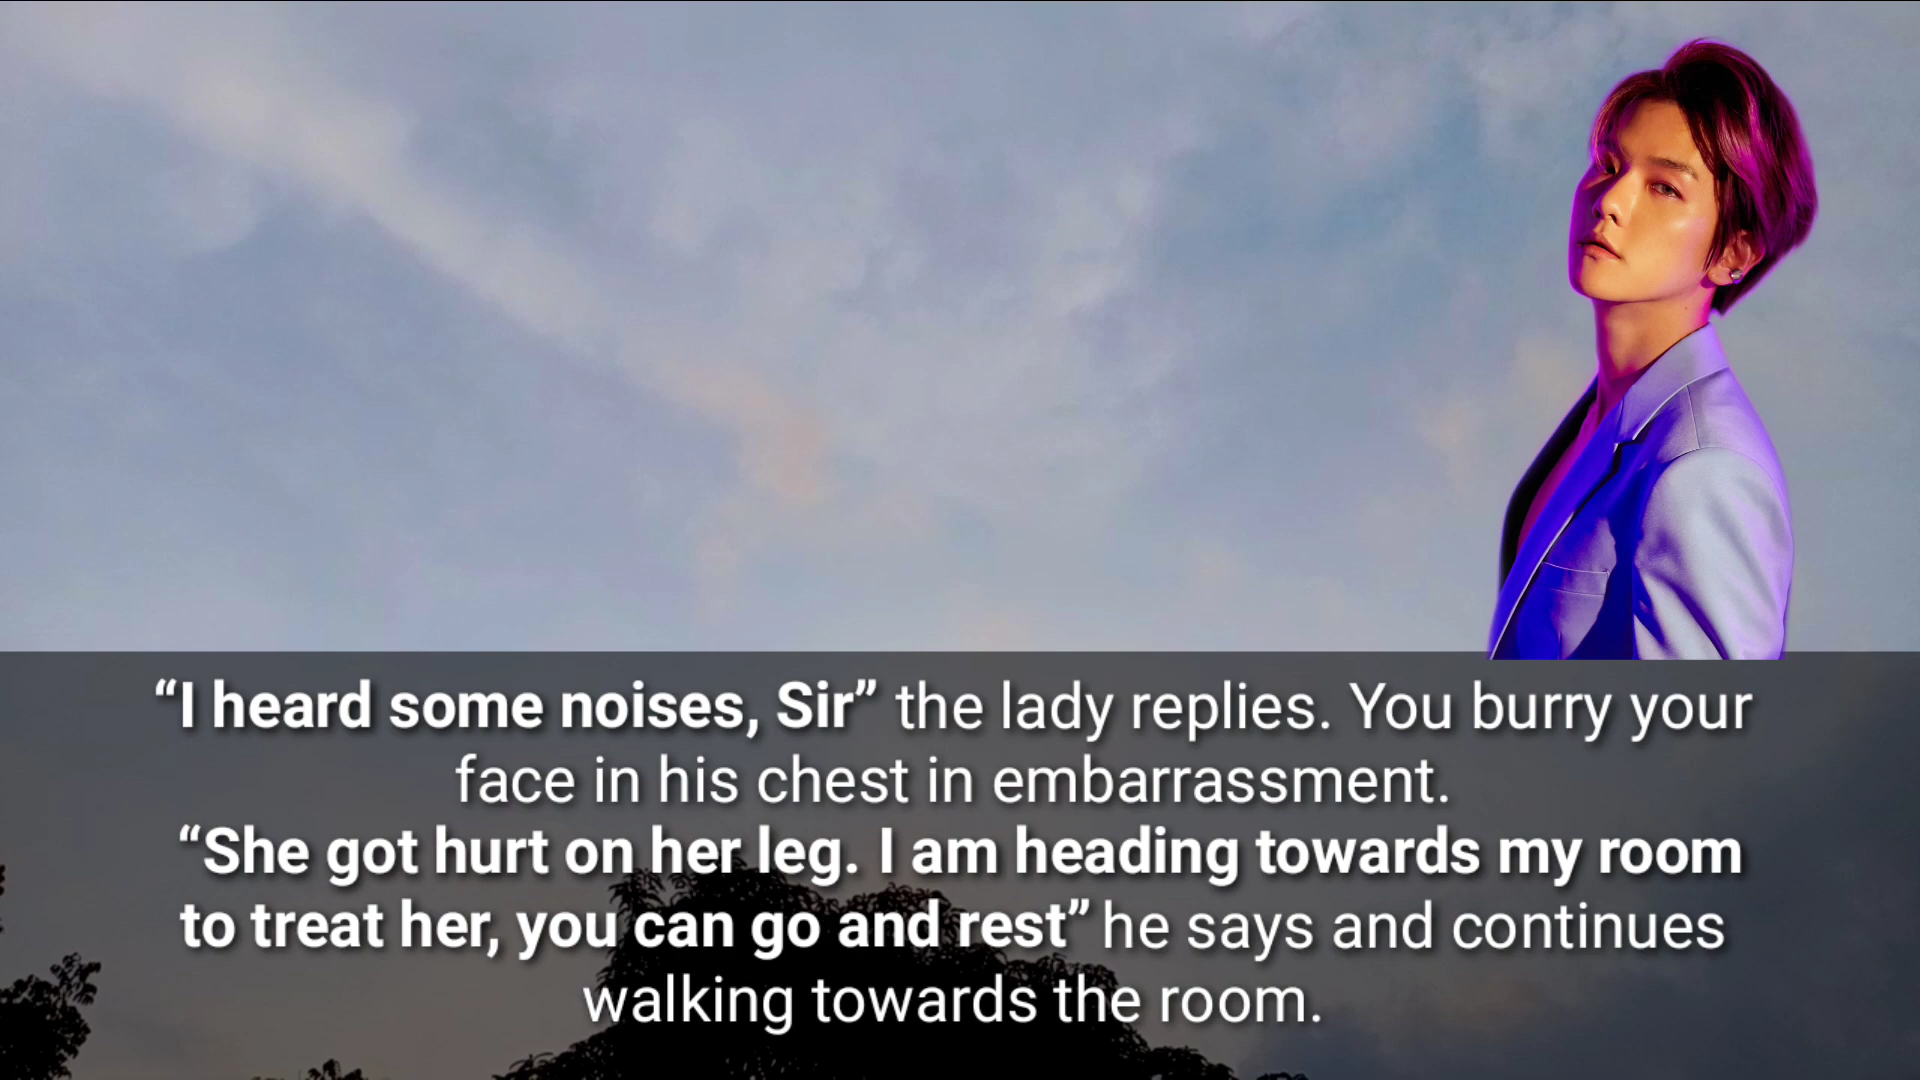 “I heard some noises, Sir” the lady replies. You burry your
face in his chest in embarrassment.
“She got hurt on her leg. I am heading towards my room
to treat her, you can go and rest” he says and continues
walking towards the room.